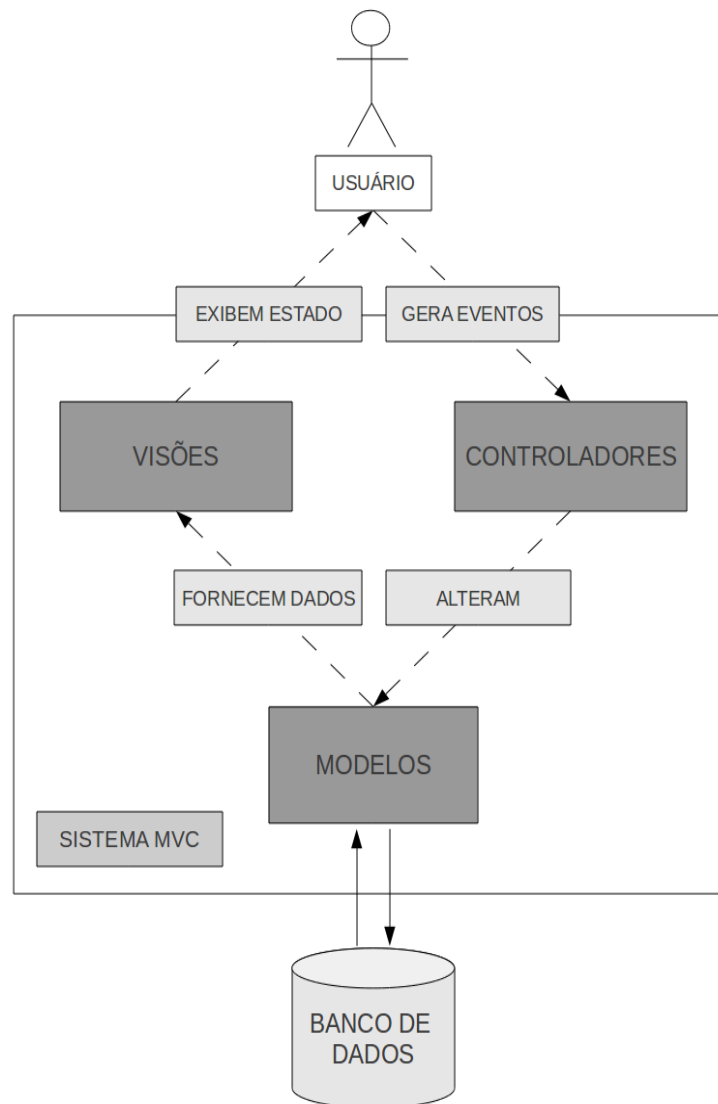 USUÁRIO
EXIBEM ESTADO
GERA EVENTOS
VISÕES
CONTROLADORES
FORNECEM DADOS
ALTERAM
MODELOS
SISTEMA MVC
BANCO DE
DADOS